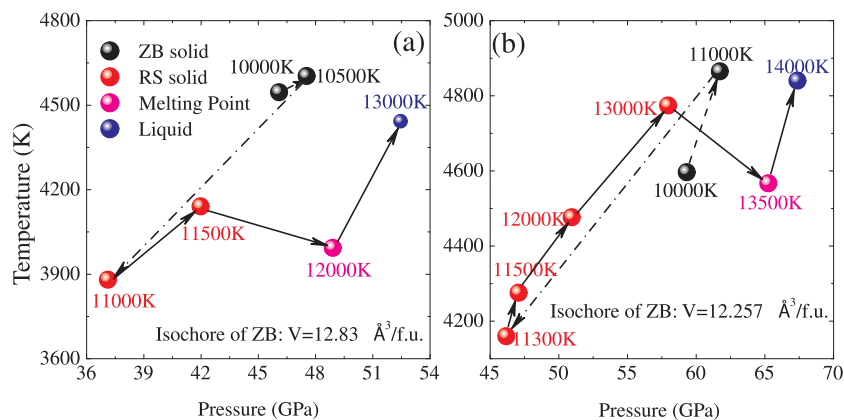 4800
4500
4200
3900
3600
Temperature (K)
ZB solid
RS solid
Melting Point
Liquid
(a)
10000K
10500K
13000K
11500K
12000K
11000K
Isochore of ZB: V=12.83 Å³/f.u.
36 39 42 45 48 51 54
Pressure (GPa)
5000
4800
4600
4400
4200
(b)
11000K
14000K
13000K
10000K
13500K
12000K
11500K
11300K
Isochore of ZB: V=12.257 Å³/f.u.
45 50 55 60 65 70
Pressure (GPa)